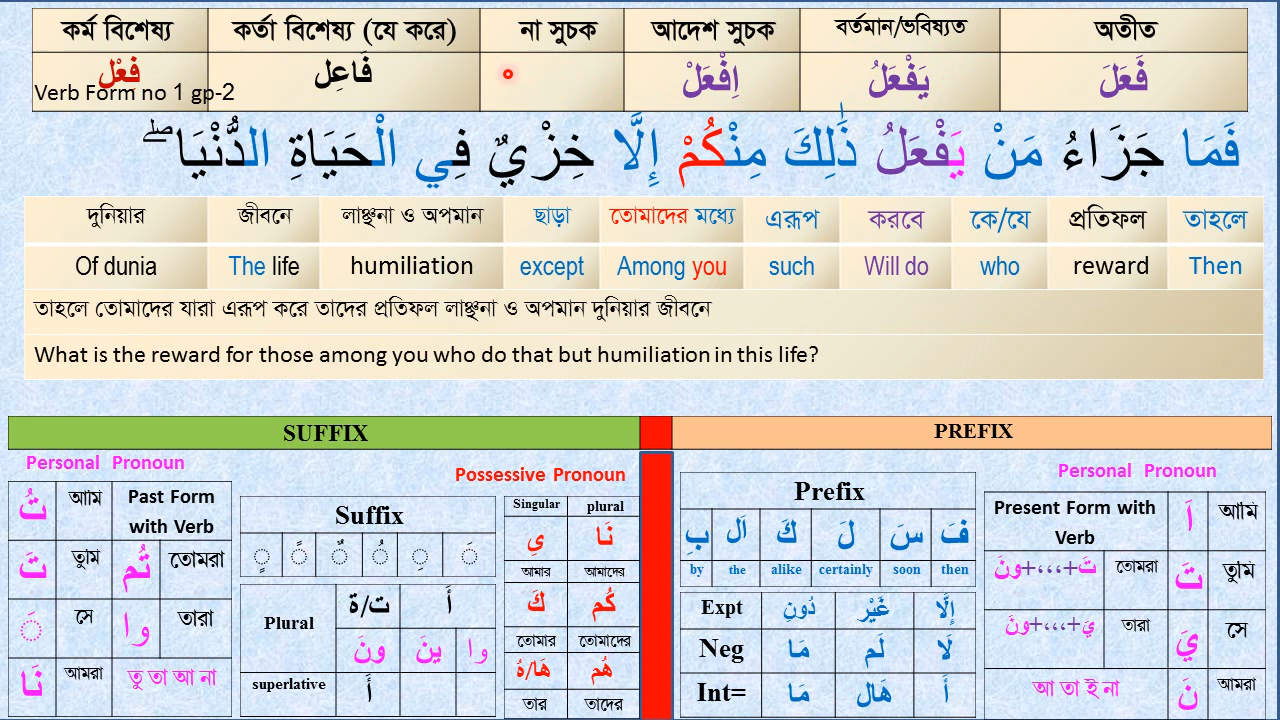 কর্ম বিশেষ্য কর্তা বিশেষ্য (যে করে) না সুচক আদেশ সুচক বর্তমান/ভবিষ্যত অতীত
فِعْل فَاعِل اِفْعَلْ يَفْعَلُ فَعَلَ
Verb Form no 1 gp-2
فَمَا جَزَاءُ مَنْ يَفْعَلُ ذَٰلِكَ مِنْكُمْ إِلَّا خِزْيٌ فِي الْحَيَاةِ الدُّنْيَا ۖ
দুনিয়ার জীবনে লাঞ্ছনা ও অপমান ছাড়া তোমাদের মধ্যে এরূপ করবে কে/যে প্রতিফল তাহলে
Of dunia The life humiliation except Among you such Will do who reward Then
তাহলে তোমাদের যারা এরূপ করে তাদের প্রতিফল লাঞ্ছনা ও অপমান দুনিয়ার জীবনে
What is the reward for those among you who do that but humiliation in this life?
SUFFIX
Personal Pronoun
Past Form with Verb
تُ আমি
تَ তুমি تُم তোমরা
سে وا তারা
نَا আমরা তু তা আ না
Suffix
Plural ت/ة أ
ونَ ينَ وا
superlative أَ
Possessive Pronoun
Singular plural
ي نَا
আমার আমাদের
كَ كُم
তোমার তোমাদের
هَا/هُ هُم
তার তাদের
PREFIX
Prefix
بِ اَل كَ لَ سَ فَ
by the alike certainly soon then
Expt دُونِ غَيْر إِلَّا
Neg مَا لَم لَا
Int= مَا هَال أَ
Personal Pronoun
Present Form with Verb
اَ আমি
تَ+،،،+ونَ তোমরা تَ তুমি
يَ+،،،+ونَ তারা يَ সে
আ তা ই না نَ আমরা